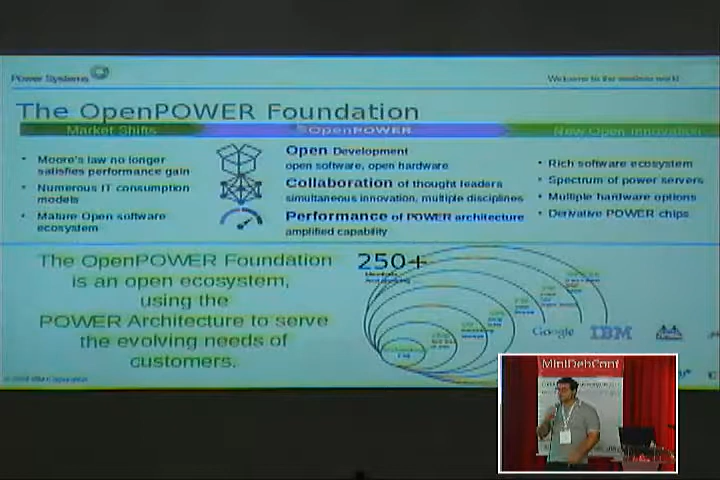 Power Systems
Welcome to the
The OpenPOWER Foundation
Market Shifts
OpenPOWER
New Open Innovation
• Moore's law no longer
satisfies performance gain
• Numerous IT consumption
models
• Mature Open software
ecosystem
Open Development
open software, open hardware
Collaboration of thought leaders
simultaneous innovation, multiple disciplines
Performance of POWER architecture
amplified capability
• Rich software ecosystem
• Spectrum of power servers
• Multiple hardware options
• Derivative POWER chips
The OpenPOWER Foundation
is an open ecosystem,
using the
POWER Architecture to serve
the evolving needs of
customers.
250+
Google
IBM
MiniDebConf